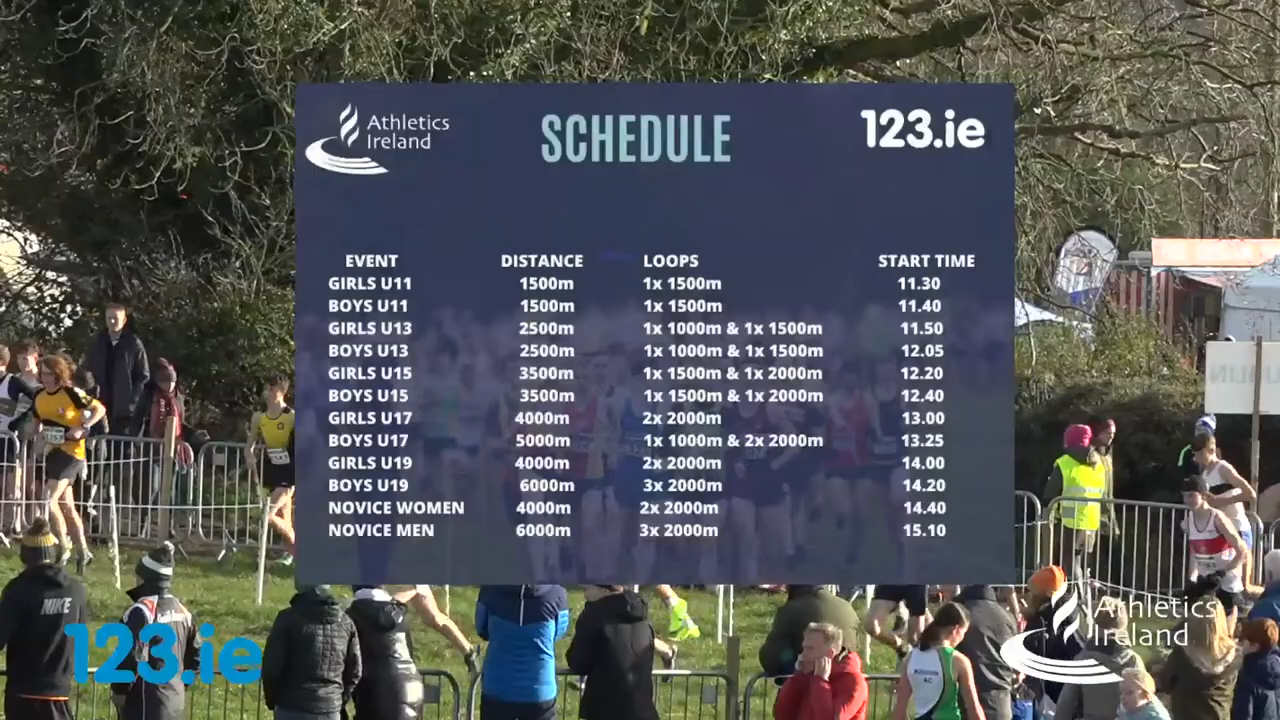 Athletics
Ireland
SCHEDULE
123.ie
EVENT DISTANCE LOOPS START TIME
GIRLS U11 1500m 1x 1500m 11.30
BOYS U11 1500m 1x 1500m 11.40
GIRLS U13 2500m 1x 1000m & 1x 1500m 11.50
BOYS U13 2500m 1x 1000m & 1x 1500m 12.05
GIRLS U15 3500m 1x 1500m & 1x 2000m 12.20
BOYS U15 3500m 1x 1500m & 1x 2000m 12.40
GIRLS U17 4000m 2x 2000m 13.00
BOYS U17 5000m 1x 1000m & 2x 2000m 13.25
GIRLS U19 4000m 2x 2000m 14.00
BOYS U19 6000m 3x 2000m 14.20
NOVICE WOMEN 4000m 2x 2000m 14.40
NOVICE MEN 6000m 3x 2000m 15.10
NIKE
123.ie
Athletics
Ireland